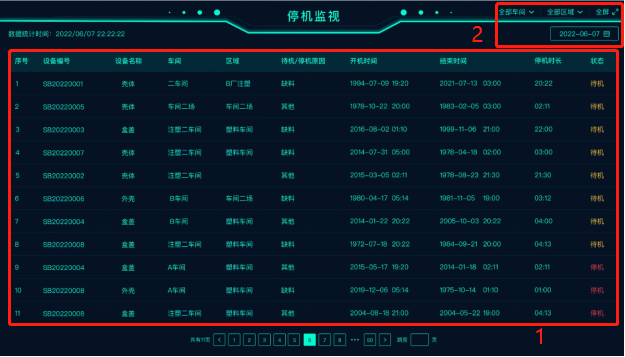 停机监视
全部车间 全部区域 全屏
2
数据统计时间：2022/06/07 22:22:22
2022-06-07
序号 设备编号 设备名称 车间 区域 待机/停机原因 开机时间 结束时间 停机时长 状态
1 SB20220001 壳体 二车间 B厂注塑 缺料 1994-07-09 19:20 2021-07-13 03:00 20:22 待机
2 SB20220005 壳体 车间二场 车间二场 其他 1978-10-22 20:00 1983-02-05 03:00 02:11 待机
3 SB20220003 盒盖 注塑二车间 塑料车间 缺料 2016-08-02 01:10 1999-11-06 21:00 22:00 待机
4 SB20220007 壳体 注塑二车间 塑料车间 缺料 2014-07-31 05:00 1978-04-18 02:00 03:00 待机
5 SB20220002 壳体 注塑二车间 塑料车间 其他 2015-03-05 02:11 1978-08-23 21:30 21:30 待机
6 SB20220006 外壳 B车间 车间二场 缺料 1980-04-17 05:14 1981-11-05 19:00 03:12 待机
7 SB20220004 盒盖 B车间 塑料车间 其他 2014-01-22 20:22 2005-10-03 20:22 04:00 待机
8 SB20220008 盒盖 注塑二车间 塑料车间 缺料 1972-07-18 20:22 1984-09-21 20:00 04:13 待机
9 SB20220004 盒盖 A车间 塑料车间 其他 2015-05-17 19:20 2014-01-18 02:11 02:11 停机
10 SB20220008 外壳 A车间 塑料车间 缺料 2019-12-06 05:14 1975-10-14 01:10 01:00 停机
11 SB20220008 盒盖 注塑二车间 塑料车间 其他 2004-08-18 21:00 2004-05-22 19:00 04:13 停机
1
< 1 2 3 4 5 6 7 8 ••• 50 > 跳至 页